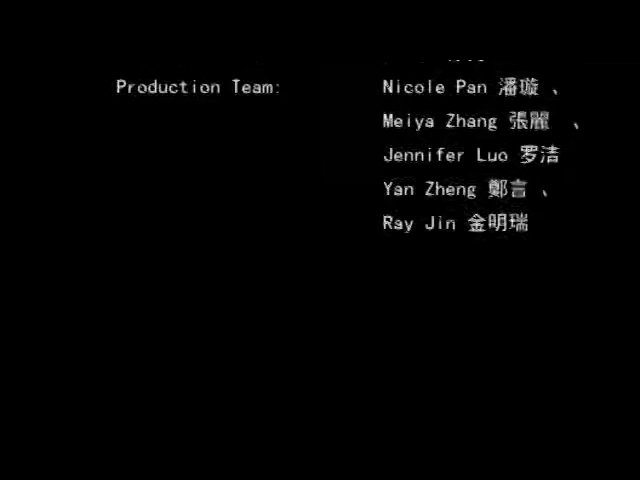 Production Team: Nicole Pan 潘璇 、
Meiya Zhang 張麗 、
Jennifer Luo 罗洁
Yan Zheng 鄭言 、
Ray Jin 金明瑞